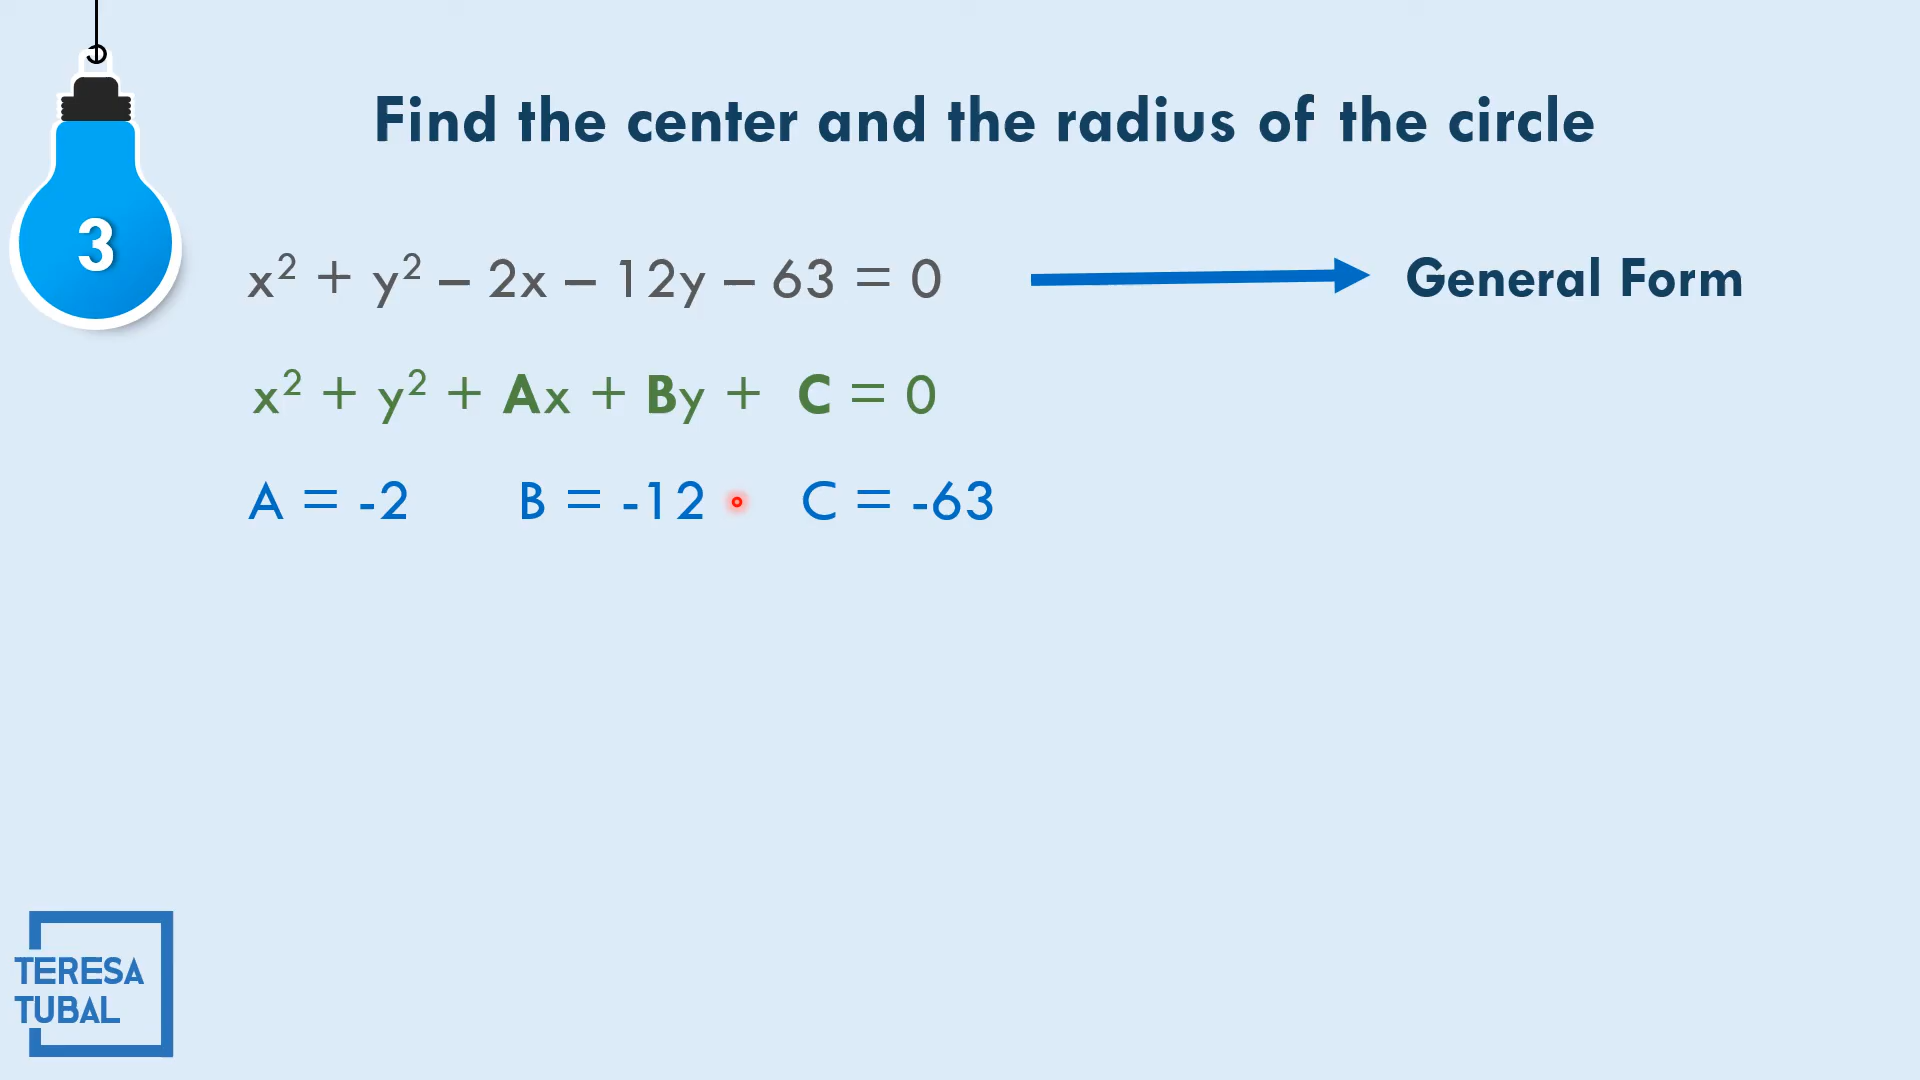 Find the center and the radius of the circle
3
x² + y² – 2x – 12y – 63 = 0
General Form
x² + y² + Ax + By + C = 0
A = -2 B = -12 C = -63
TERESA
TUBAL